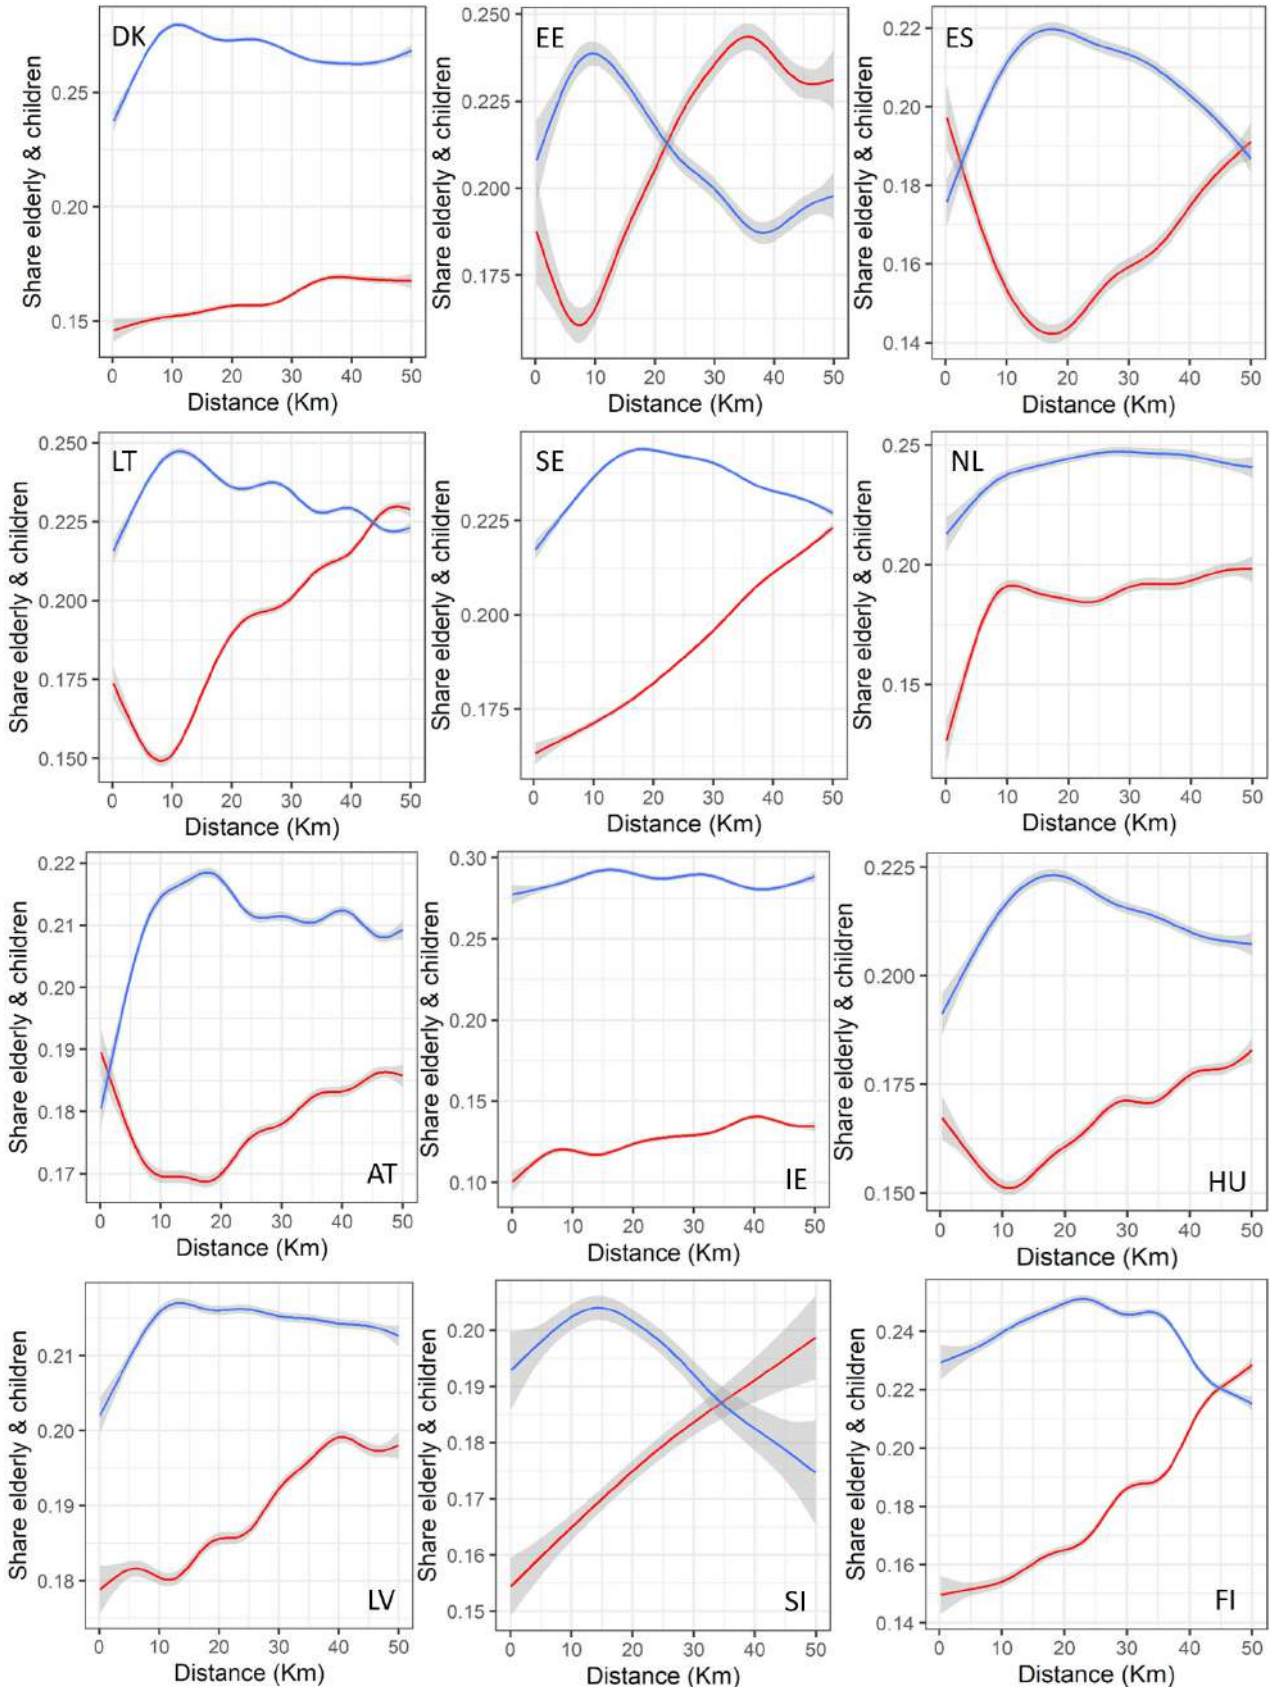 DK
Share elderly & children
0.25
0.20
0.15
0 10 20 30 40 50
Distance (Km)
EE
Share elderly & children
0.250
0.225
0.200
0.175
0 10 20 30 40 50
Distance (Km)
ES
Share elderly & children
0.22
0.20
0.18
0.16
0.14
0 10 20 30 40 50
Distance (Km)
LT
Share elderly & children
0.250
0.225
0.200
0.175
0.150
0 10 20 30 40 50
Distance (Km)
SE
Share elderly & children
0.225
0.200
0.175
0 10 20 30 40 50
Distance (Km)
NL
Share elderly & children
0.25
0.20
0.15
0 10 20 30 40 50
Distance (Km)
AT
Share elderly & children
0.22
0.21
0.20
0.19
0.18
0.17
0 10 20 30 40 50
Distance (Km)
IE
Share elderly & children
0.30
0.25
0.20
0.15
0.10
0 10 20 30 40 50
Distance (Km)
HU
Share elderly & children
0.225
0.200
0.175
0.150
0 10 20 30 40 50
Distance (Km)
LV
Share elderly & children
0.21
0.20
0.19
0.18
0 10 20 30 40 50
Distance (Km)
SI
Share elderly & children
0.20
0.19
0.18
0.17
0.16
0.15
0 10 20 30 40 50
Distance (Km)
FI
Share elderly & children
0.24
0.22
0.20
0.18
0.16
0.14
0 10 20 30 40 50
Distance (Km)